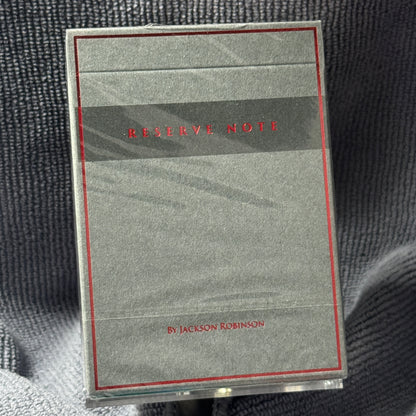 RESERVE NOTE
BY JACKSON ROBINSON